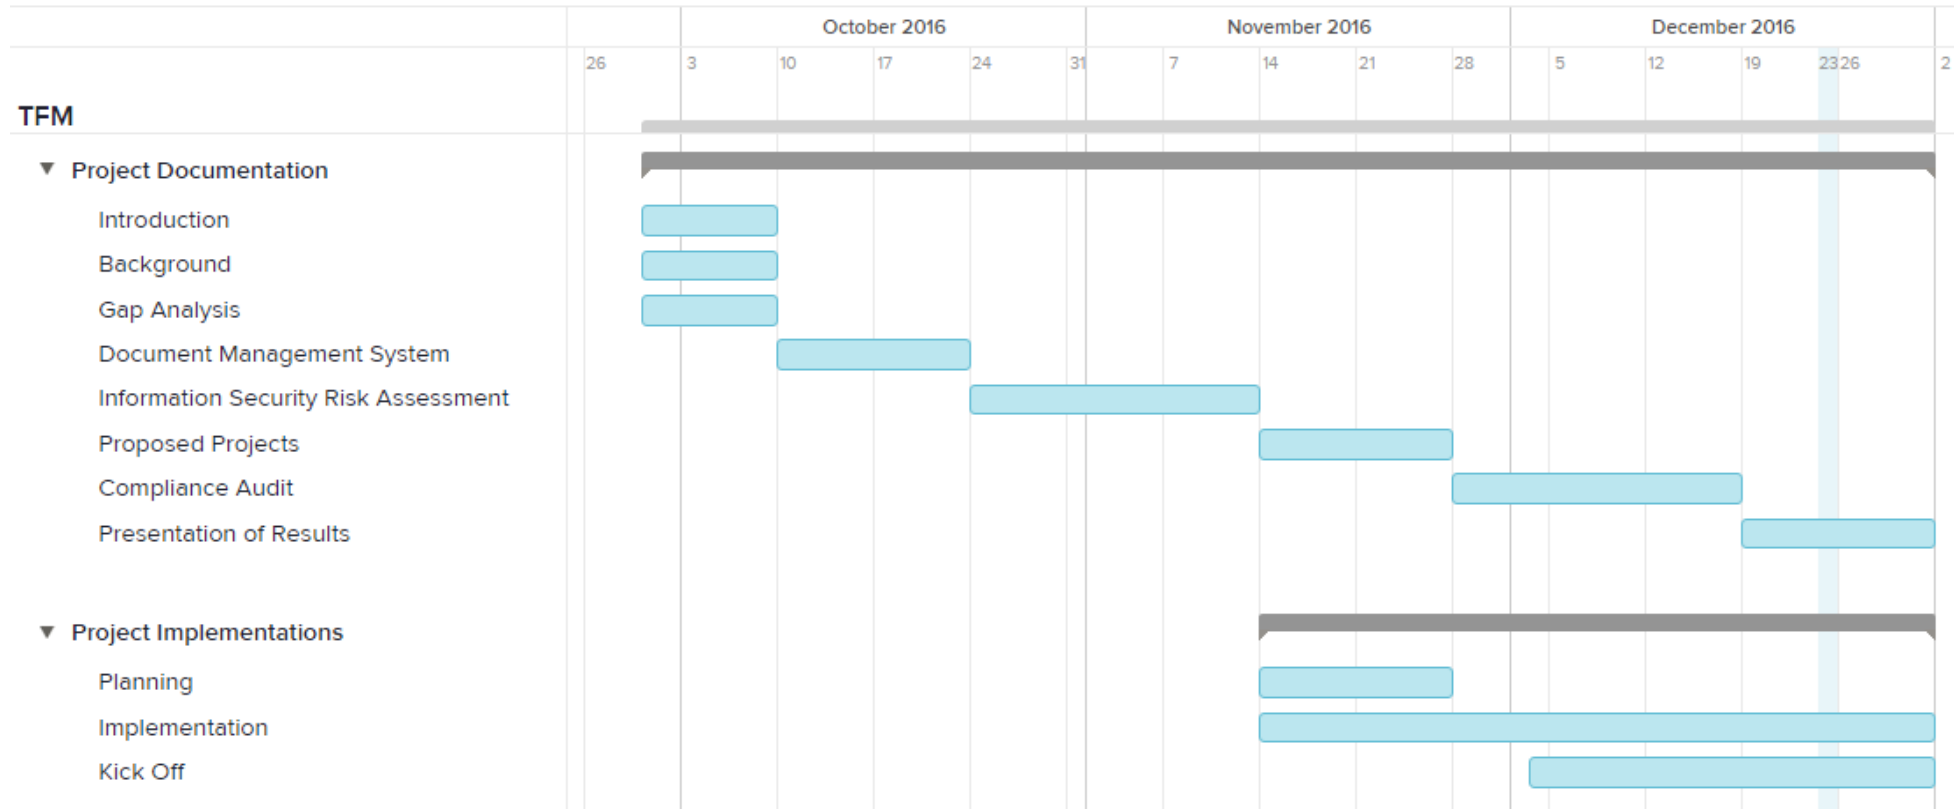 October 2016 November 2016 December 2016
26 3 10 17 24 31 7 14 21 28 5 12 19 23 26 2
TFM
Project Documentation
Introduction
Background
Gap Analysis
Document Management System
Information Security Risk Assessment
Proposed Projects
Compliance Audit
Presentation of Results
Project Implementations
Planning
Implementation
Kick Off